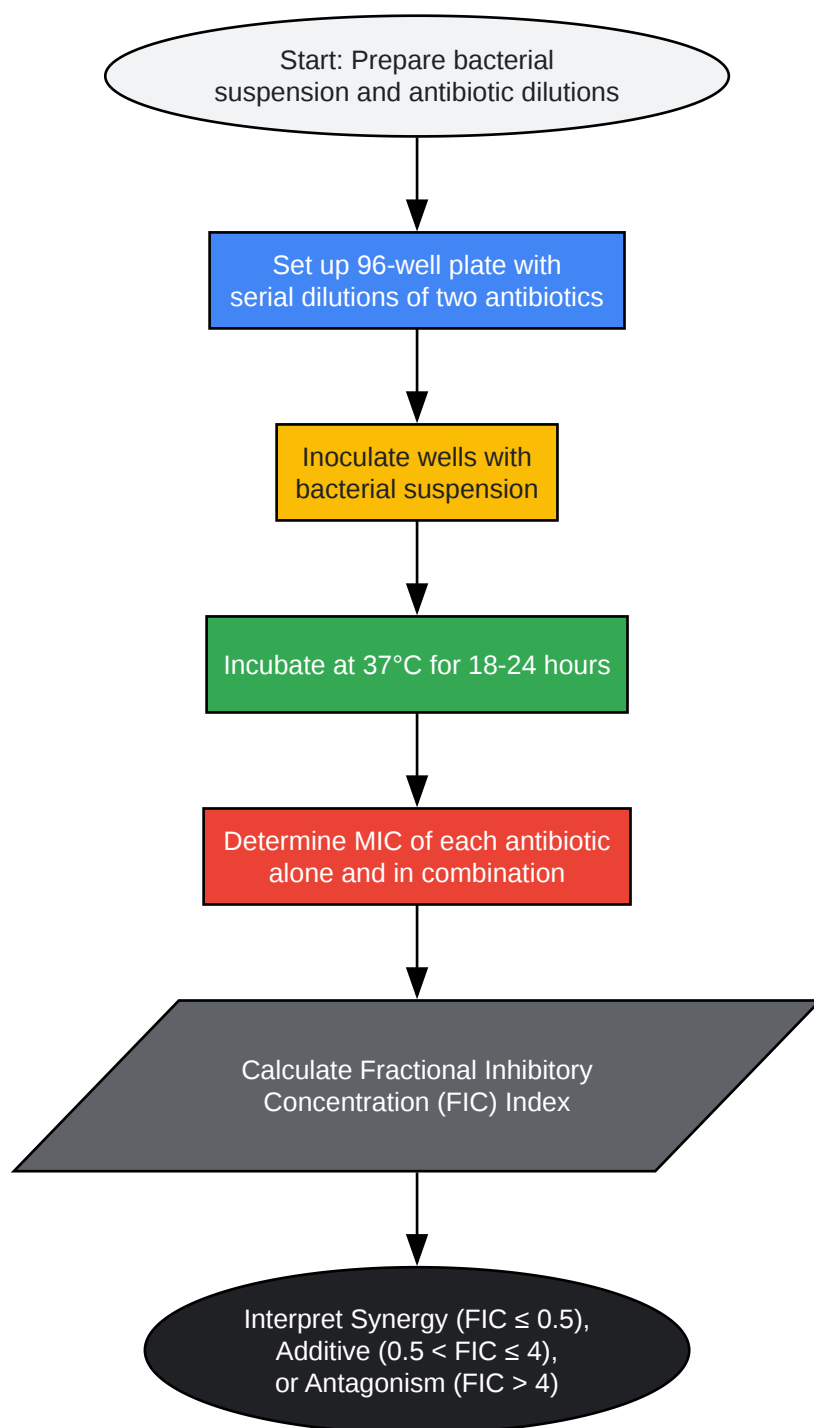 Start: Prepare bacterial
suspension and antibiotic dilutions
Set up 96-well plate with
serial dilutions of two antibiotics
Inoculate wells with
bacterial suspension
Incubate at 37°C for 18-24 hours
Determine MIC of each antibiotic
alone and in combination
Calculate Fractional Inhibitory
Concentration (FIC) Index
Interpret Synergy (FIC ≤ 0.5),
Additive (0.5 < FIC ≤ 4),
or Antagonism (FIC > 4)